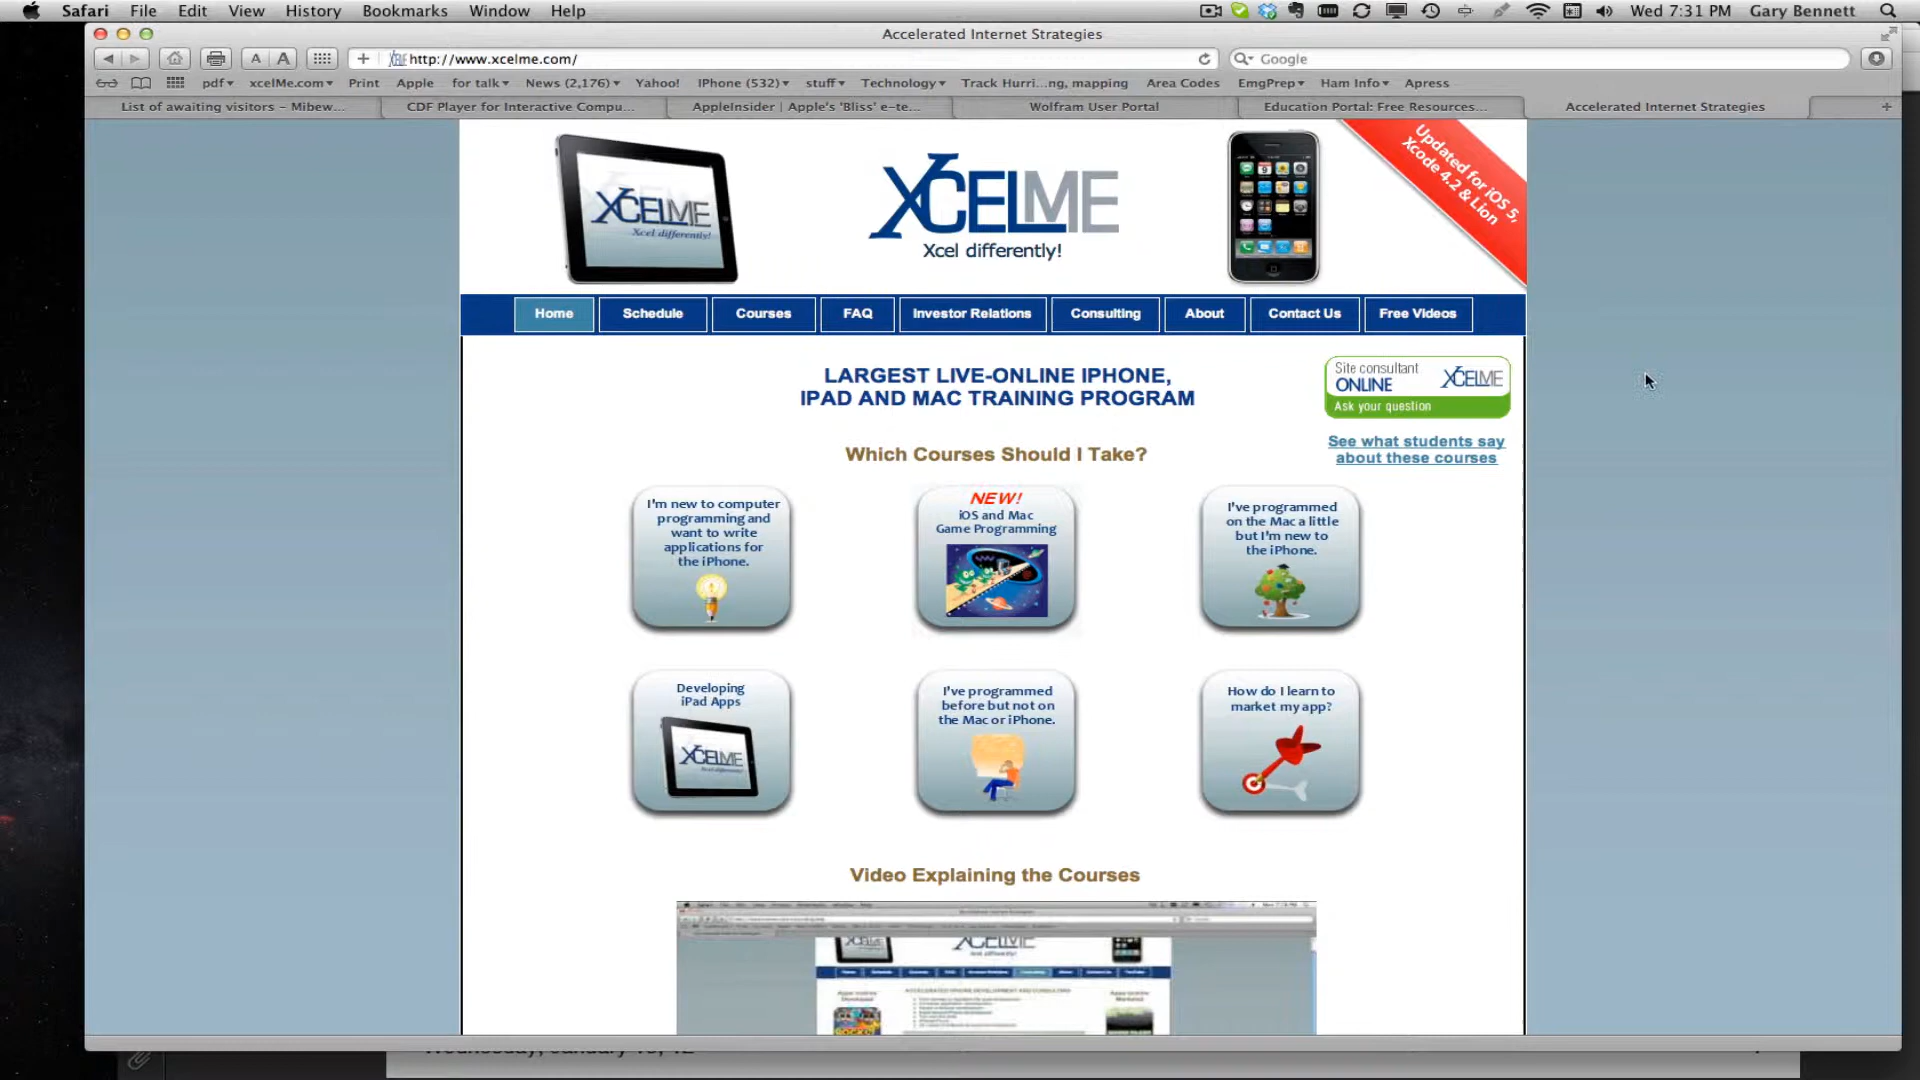 Safari File Edit View History Bookmarks Window Help Wed 7:31 PM Gary Bennett
Accelerated Internet Strategies
A A + http://www.xcelme.com/ Google
pdf xcelMe.com Print Apple for talk News (2,176) Yahoo! IPhone (532) stuff Technology Track Hurri...ng, mapping Area Codes EmgPrep Ham Info Apress
List of awaiting visitors – Mibew... CDF Player for Interactive Compu... AppleInsider | Apple's 'Bliss' e-te... Wolfram User Portal Education Portal: Free Resources... Accelerated Internet Strategies +
XCELME
Xcel differently!
XCELME
Xcel differently!
Updated for iOS 5,
Xcode 4.2 & Lion
Home Schedule Courses FAQ Investor Relations Consulting About Contact Us Free Videos
LARGEST LIVE-ONLINE IPHONE,
IPAD AND MAC TRAINING PROGRAM
Site consultant
ONLINE XCELME
Ask your question
See what students say
about these courses
Which Courses Should I Take?
I'm new to computer
programming and
want to write
applications for
the iPhone.
NEW!
iOS and Mac
Game Programming
I've programmed
on the Mac a little
but I'm new to
the iPhone.
Developing
iPad Apps
XCELME
I've programmed
before but not on
the Mac or iPhone.
How do I learn to
market my app?
Video Explaining the Courses